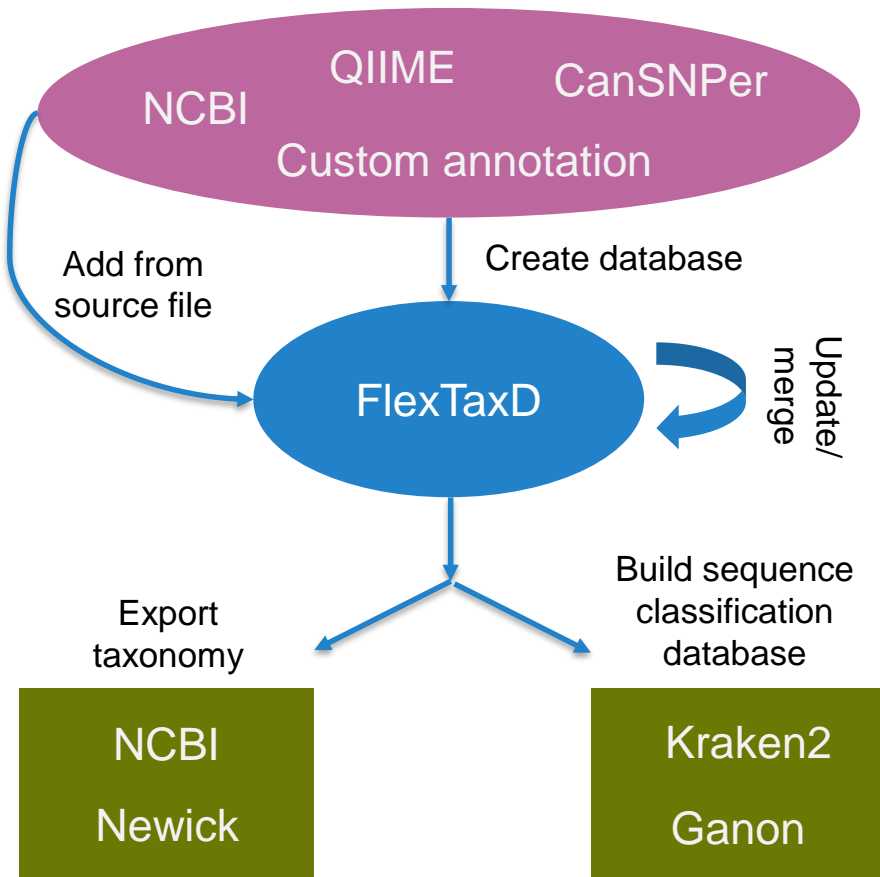 QIIME
CanSNPer
NCBI
Custom annotation
Add from
source file
Create database
FlexTaxD
Update/
merge
Export
taxonomy
Build sequence
classification
database
NCBI
Newick
Kraken2
Ganon